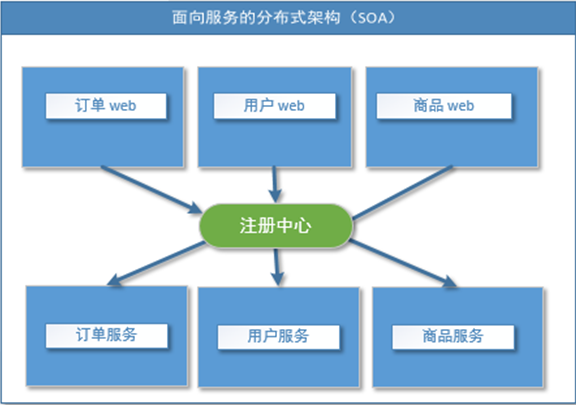 面向服务的分布式架构（SOA）
订单 web
用户 web
商品 web
注册中心
订单服务
用户服务
商品服务